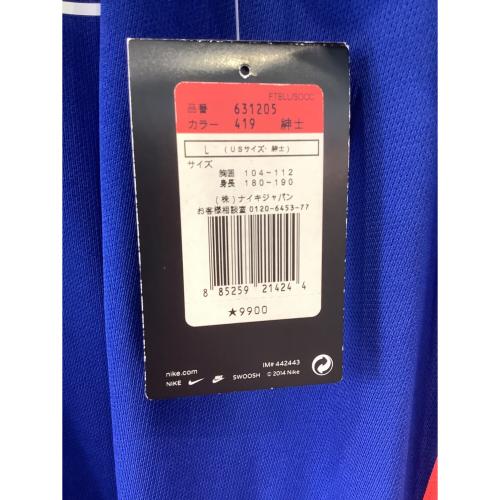 FTBLL/SOCC
品番 631205
カラー 419 紳士
L (USサイズ・紳士)
サイズ
胸囲 104-112
身長 180-190
(株)ナイキジャパン
お客様相談室 0120-6453-77
8 85259 21424 4
★9900
nike.com
IM# 442443
NIKE SWOOSH © 2014 Nike